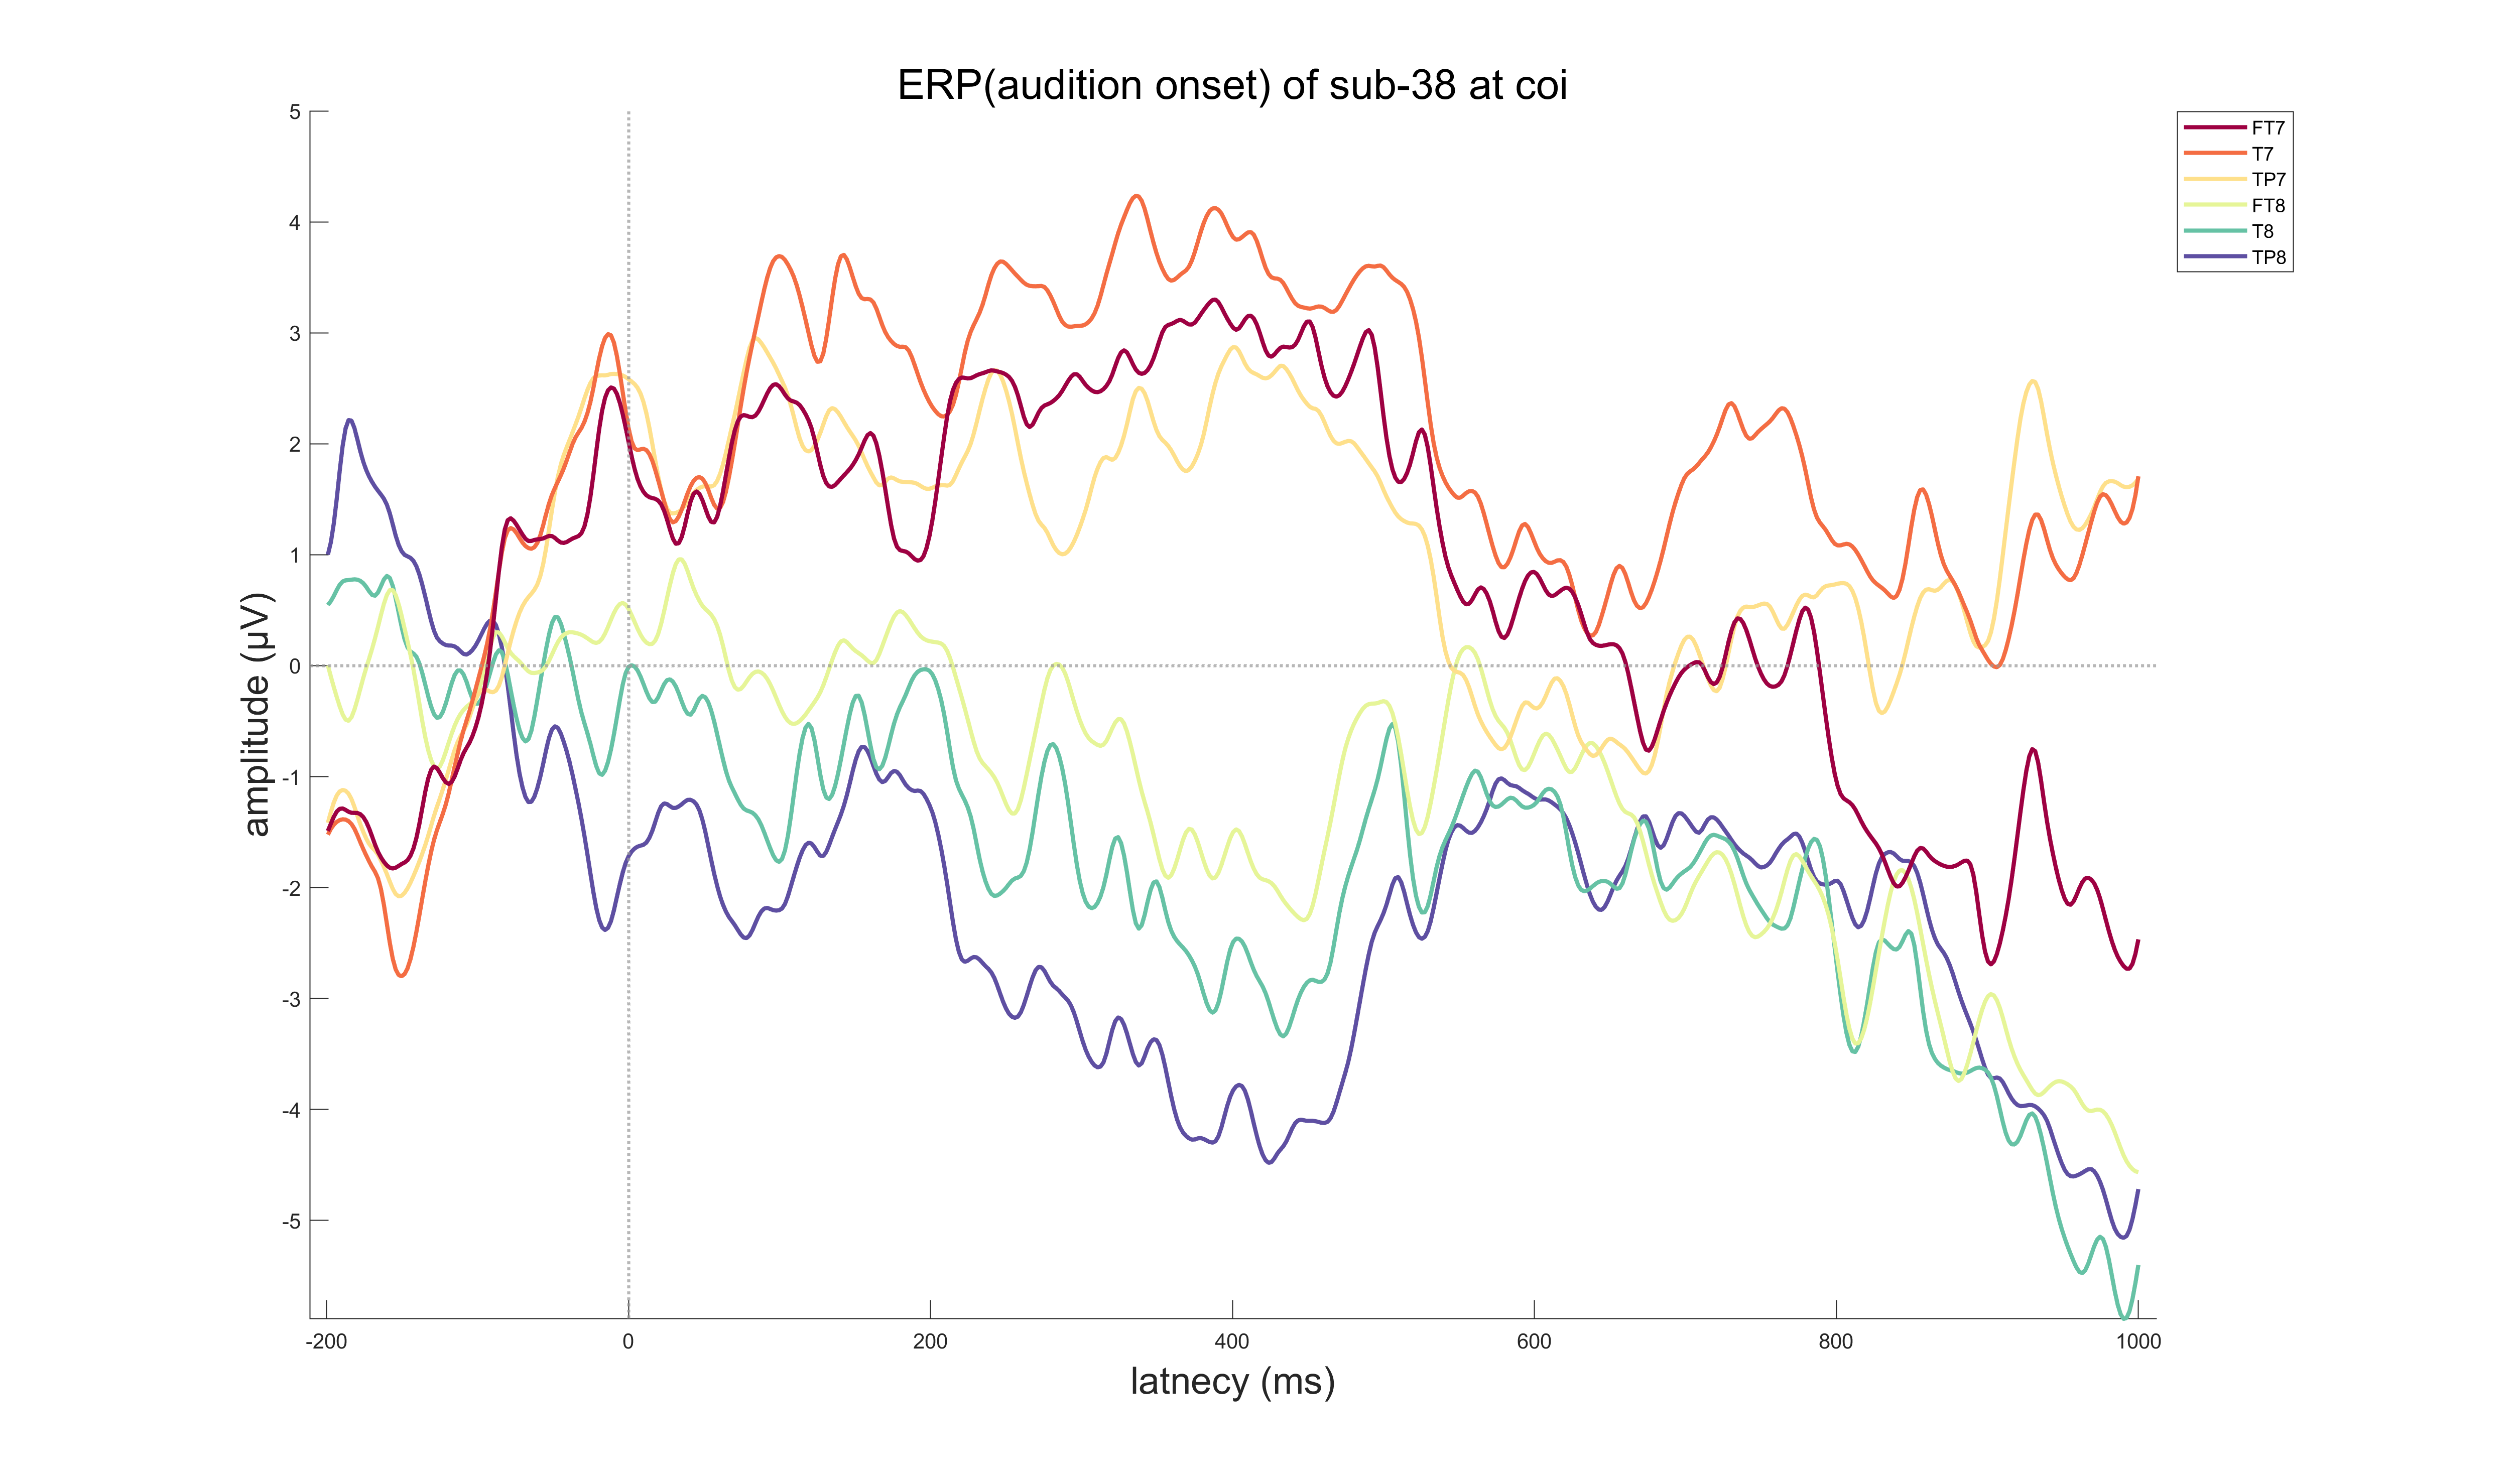 ERP(audition onset) of sub-38 at coi
5
4
3
2
1
0
-1
-2
-3
-4
-5
amplitude (µV)
-200 0 200 400 600 800 1000
latnecy (ms)
FT7
T7
TP7
FT8
T8
TP8